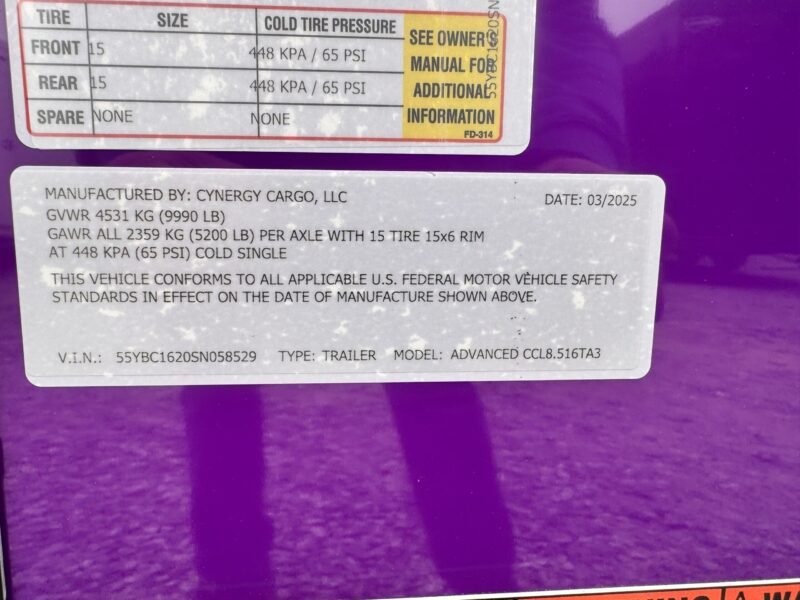 TIRE SIZE COLD TIRE PRESSURE
FRONT 15 448 KPA / 65 PSI
REAR 15 448 KPA / 65 PSI
SPARE NONE NONE
SEE OWNER'S
MANUAL FOR
ADDITIONAL
INFORMATION
FD-314
55YBC1620SN
MANUFACTURED BY: CYNERGY CARGO, LLC DATE: 03/2025
GVWR 4531 KG (9990 LB)
GAWR ALL 2359 KG (5200 LB) PER AXLE WITH 15 TIRE 15x6 RIM
AT 448 KPA (65 PSI) COLD SINGLE
THIS VEHICLE CONFORMS TO ALL APPLICABLE U.S. FEDERAL MOTOR VEHICLE SAFETY
STANDARDS IN EFFECT ON THE DATE OF MANUFACTURE SHOWN ABOVE.
V.I.N.: 55YBC1620SN058529 TYPE: TRAILER MODEL: ADVANCED CCL8.516TA3